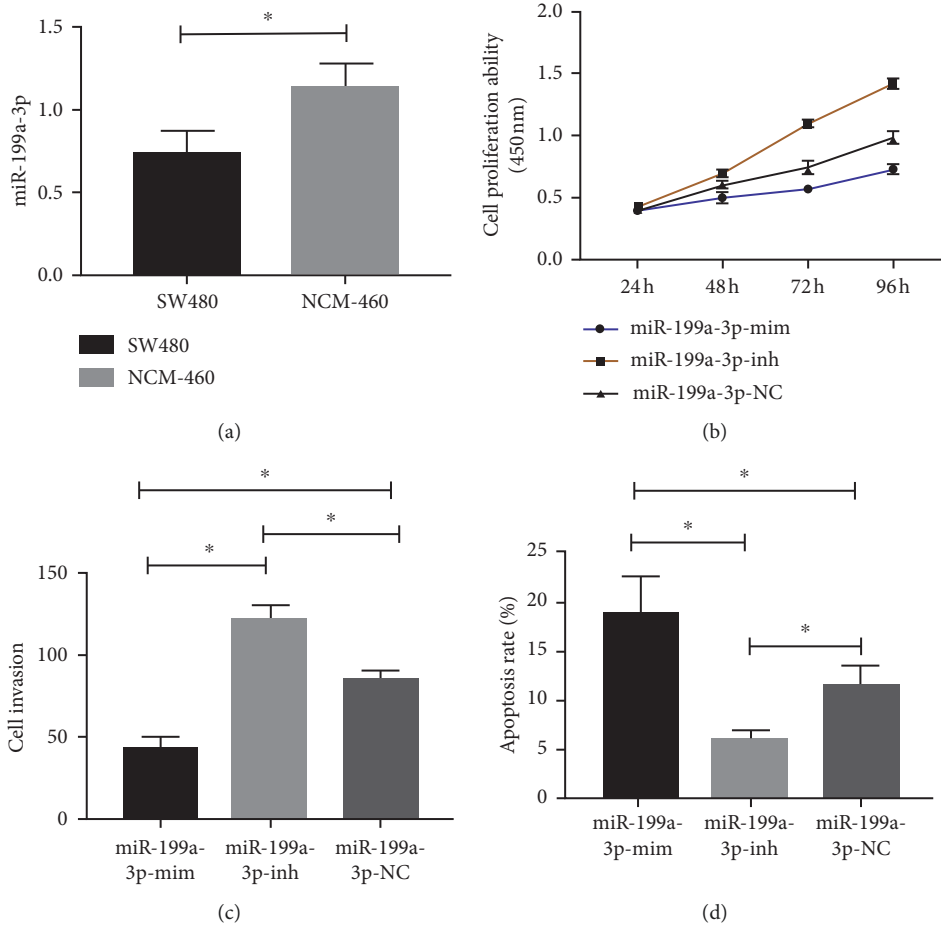 *
1.5
1.0
0.5
0.0
miR-199a-3p
SW480
NCM-460
SW480
NCM-460
(a)
2.0
1.5
1.0
0.5
0.0
Cell proliferation ability
(450 nm)
24 h
48 h
72 h
96 h
miR-199a-3p-mim
miR-199a-3p-inh
miR-199a-3p-NC
(b)
*
*
*
150
100
50
0
Cell invasion
miR-199a-
3p-mim
miR-199a-
3p-inh
miR-199a-
3p-NC
(c)
*
*
*
25
20
15
10
5
0
Apoptosis rate (%)
miR-199a-
3p-mim
miR-199a-
3p-inh
miR-199a-
3p-NC
(d)